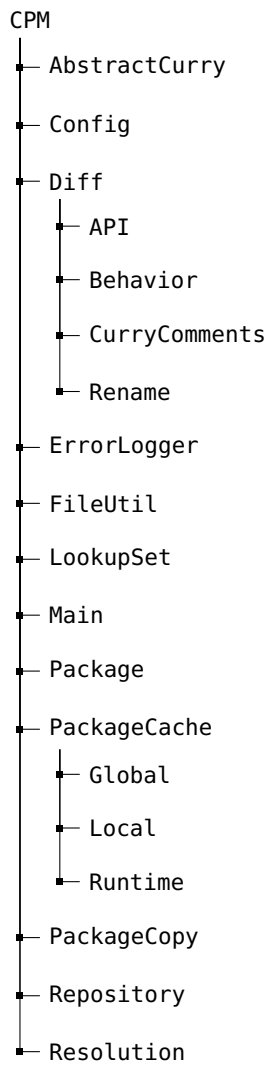 CPM
AbstractCurry
Config
Diff
API
Behavior
CurryComments
Rename
ErrorLogger
FileUtil
LookupSet
Main
Package
PackageCache
Global
Local
Runtime
PackageCopy
Repository
Resolution